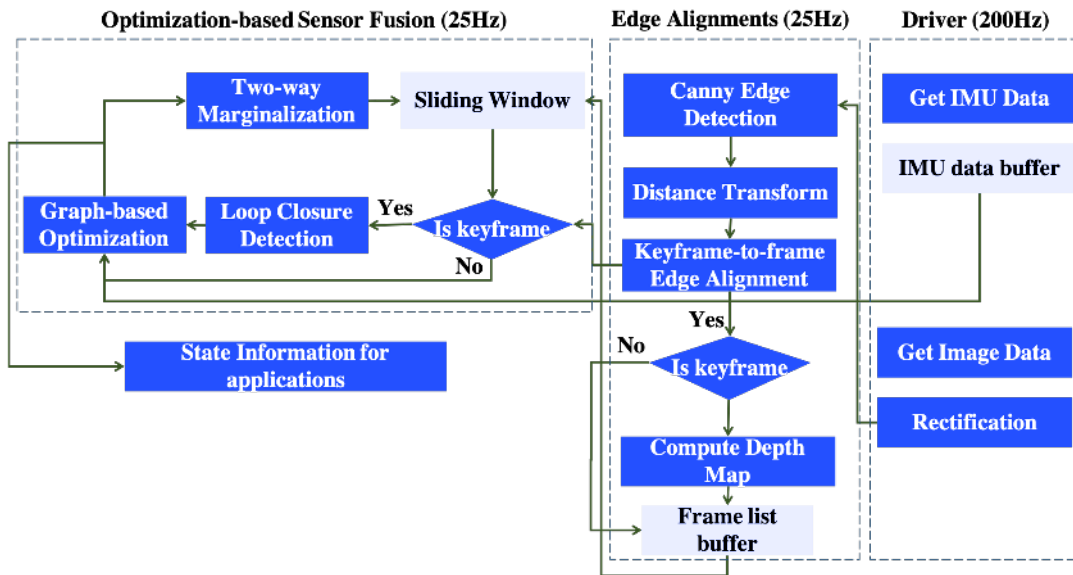 Optimization-based Sensor Fusion (25Hz)
Edge Alignments (25Hz)
Driver (200Hz)
Two-way
Marginalization
Sliding Window
Graph-based
Optimization
Loop Closure
Detection
Yes
Is keyframe
No
State Information for
applications
Canny Edge
Detection
Distance Transform
Keyframe-to-frame
Edge Alignment
Yes
No
Is keyframe
Compute Depth
Map
Frame list
buffer
Get IMU Data
IMU data buffer
Get Image Data
Rectification